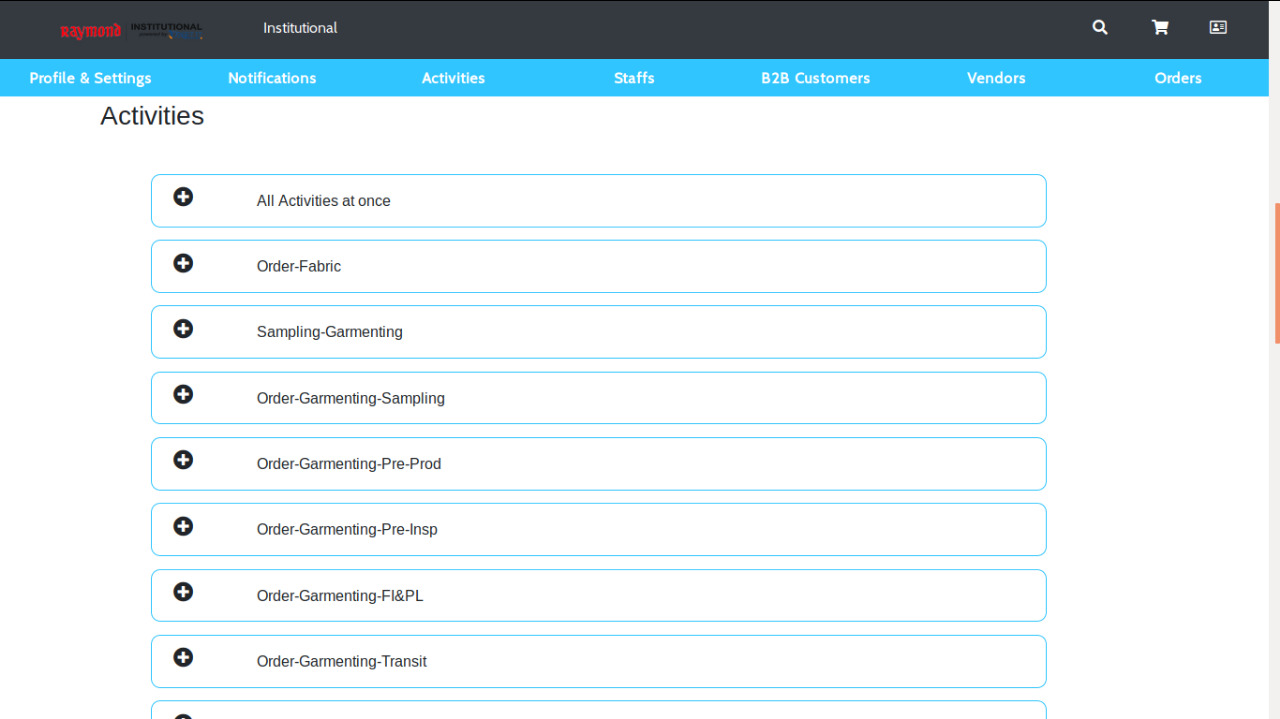 Raymond INSTITUTIONAL
powered by
Institutional
Profile & Settings Notifications Activities Staffs B2B Customers Vendors Orders
Activities
All Activities at once
Order-Fabric
Sampling-Garmenting
Order-Garmenting-Sampling
Order-Garmenting-Pre-Prod
Order-Garmenting-Pre-Insp
Order-Garmenting-FI&PL
Order-Garmenting-Transit